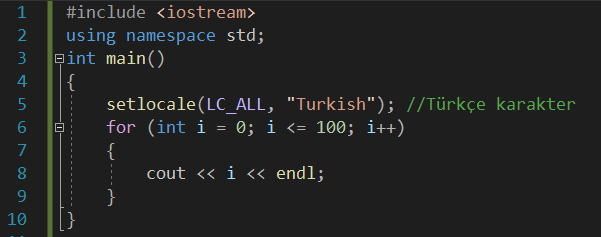 1 #include <iostream>
2 using namespace std;
3 int main()
4 {
5 setlocale(LC_ALL, "Turkish"); //Türkçe karakter
6 for (int i = 0; i <= 100; i++)
7 {
8 cout << i << endl;
9 }
10 }